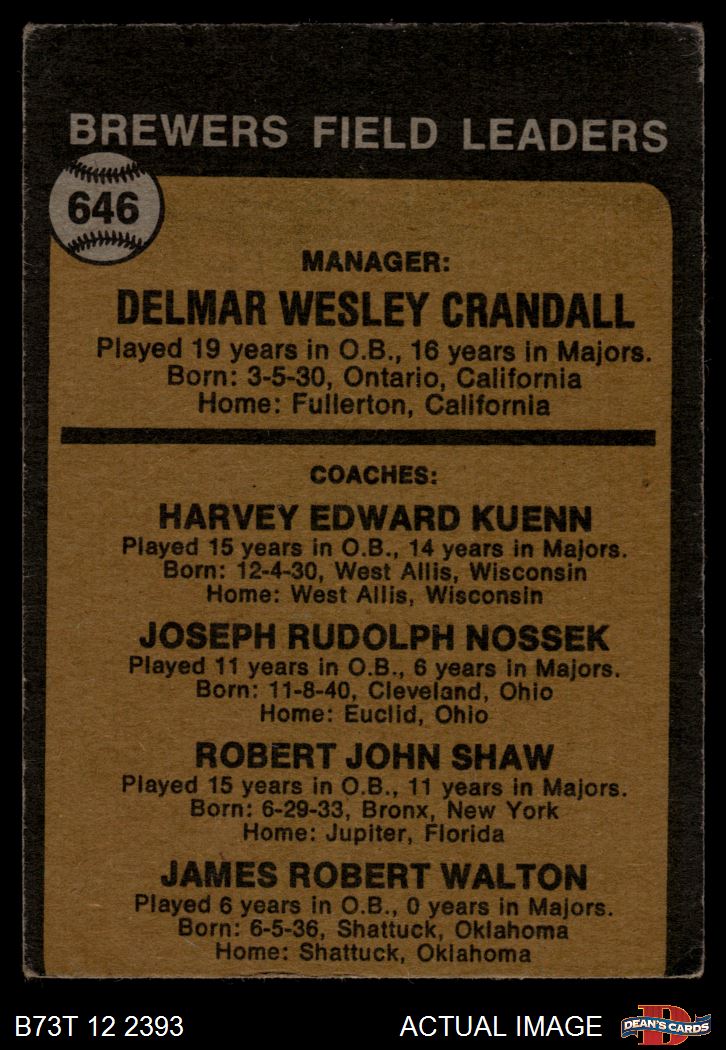 BREWERS FIELD LEADERS
646
MANAGER:
DELMAR WESLEY CRANDALL
Played 19 years in O.B., 16 years in Majors.
Born: 3-5-30, Ontario, California
Home: Fullerton, California
COACHES:
HARVEY EDWARD KUENN
Played 15 years in O.B., 14 years in Majors.
Born: 12-4-30, West Allis, Wisconsin
Home: West Allis, Wisconsin
JOSEPH RUDOLPH NOSSEK
Played 11 years in O.B., 6 years in Majors.
Born: 11-8-40, Cleveland, Ohio
Home: Euclid, Ohio
ROBERT JOHN SHAW
Played 15 years in O.B., 11 years in Majors.
Born: 6-29-33, Bronx, New York
Home: Jupiter, Florida
JAMES ROBERT WALTON
Played 6 years in O.B., 0 years in Majors.
Born: 6-5-36, Shattuck, Oklahoma
Home: Shattuck, Oklahoma
B73T 12 2393 ACTUAL IMAGE
D
DEAN'S CARDS